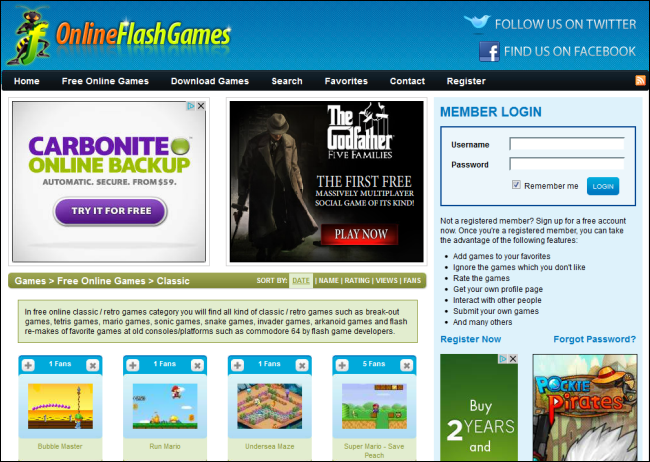 OnlineFlashGames
FOLLOW US ON TWITTER
FIND US ON FACEBOOK
Home Free Online Games Download Games Search Favorites Contact Register
CARBONITE
ONLINE BACKUP
AUTOMATIC. SECURE. FROM $59.
TRY IT FOR FREE
The
Godfather
FIVE FAMILIES
THE FIRST FREE
MASSIVELY MULTIPLAYER
SOCIAL GAME OF ITS KIND!
PLAY NOW
MEMBER LOGIN
Username
Password
Remember me LOGIN
Not a registered member? Sign up for a free account
now. Once you're a registered member, you can take
the advantage of the following features:
Add games to your favorites
Ignore the games which you don't like
Rate the games
Get your own profile page
Interact with other people
Submit your own games
And many others
Register Now Forgot Password?
Games > Free Online Games > Classic SORT BY: DATE | NAME | RATING | VIEWS | FANS
In free online classic / retro games category you will find all kind of classic / retro games such as break-out
games, tetris games, mario games, sonic games, snake games, invader games, arkanoid games and flash
re-makes of favorite games at old consoles/platforms such as commodore 64 by flash game developers.
1 Fans 1 Fans 1 Fans 5 Fans
Bubble Master Run Mario Undersea Maze Super Mario - Save
Peach
Buy
2 YEARS
and
POCKIE
PIRATES